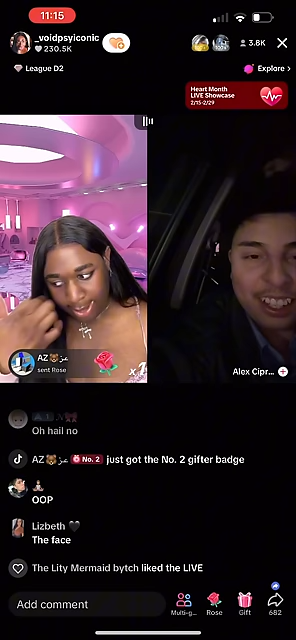 11:15
_voidpsyiconic
230.5K
3.8K
League D2
Explore >
Heart Month
LIVE Showcase
2/15-2/29
AZ🐻عز
sent Rose
Alex Cipr...
Oh hail no
AZ🐻عز No. 2 just got the No. 2 gifter badge
OOP
Lizbeth 🖤
The face
The Lity Mermaid bytch liked the LIVE
Add comment
Multi-g...
Rose
Gift
682